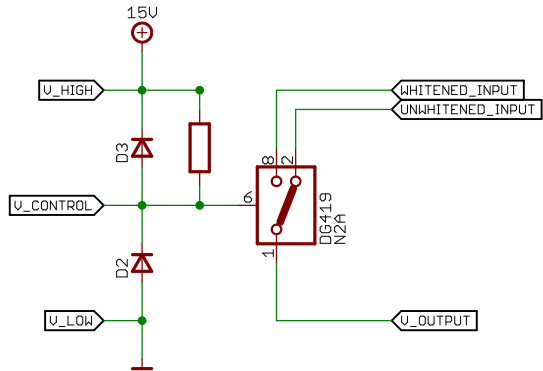 15V
V_HIGH
WHITENED_INPUT
UNWHITENED_INPUT
D3
8
2
V_CONTROL
6
DG419
N2A
D2
1
V_LOW
V_OUTPUT